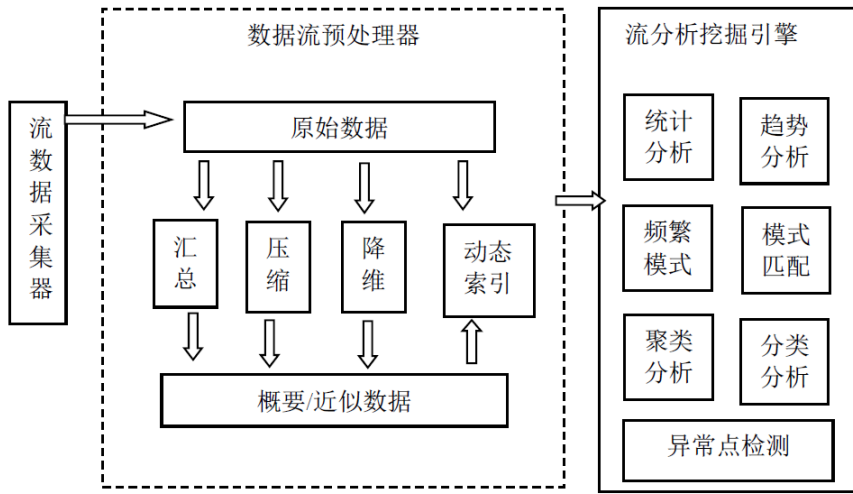 数据流预处理器
流分析挖掘引擎
流
数
据
采
集
器
原始数据
汇
总
压
缩
降
维
动态
索引
概要/近似数据
统计
分析
趋势
分析
频繁
模式
模式
匹配
聚类
分析
分类
分析
异常点检测